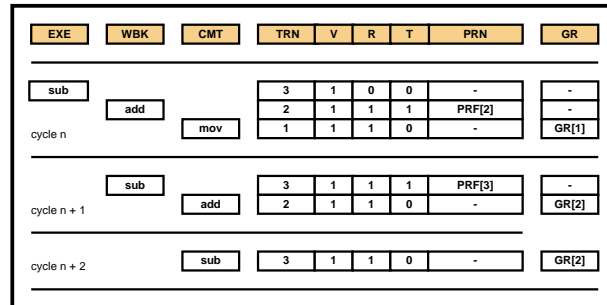 EXE WBK CMT TRN V R T PRN GR
sub 3 1 0 0 - -
add 2 1 1 1 PRF[2] -
cycle n mov 1 1 1 0 - GR[1]
sub 3 1 1 1 PRF[3] -
cycle n + 1 add 2 1 1 0 - GR[2]
cycle n + 2 sub 3 1 1 0 - GR[2]